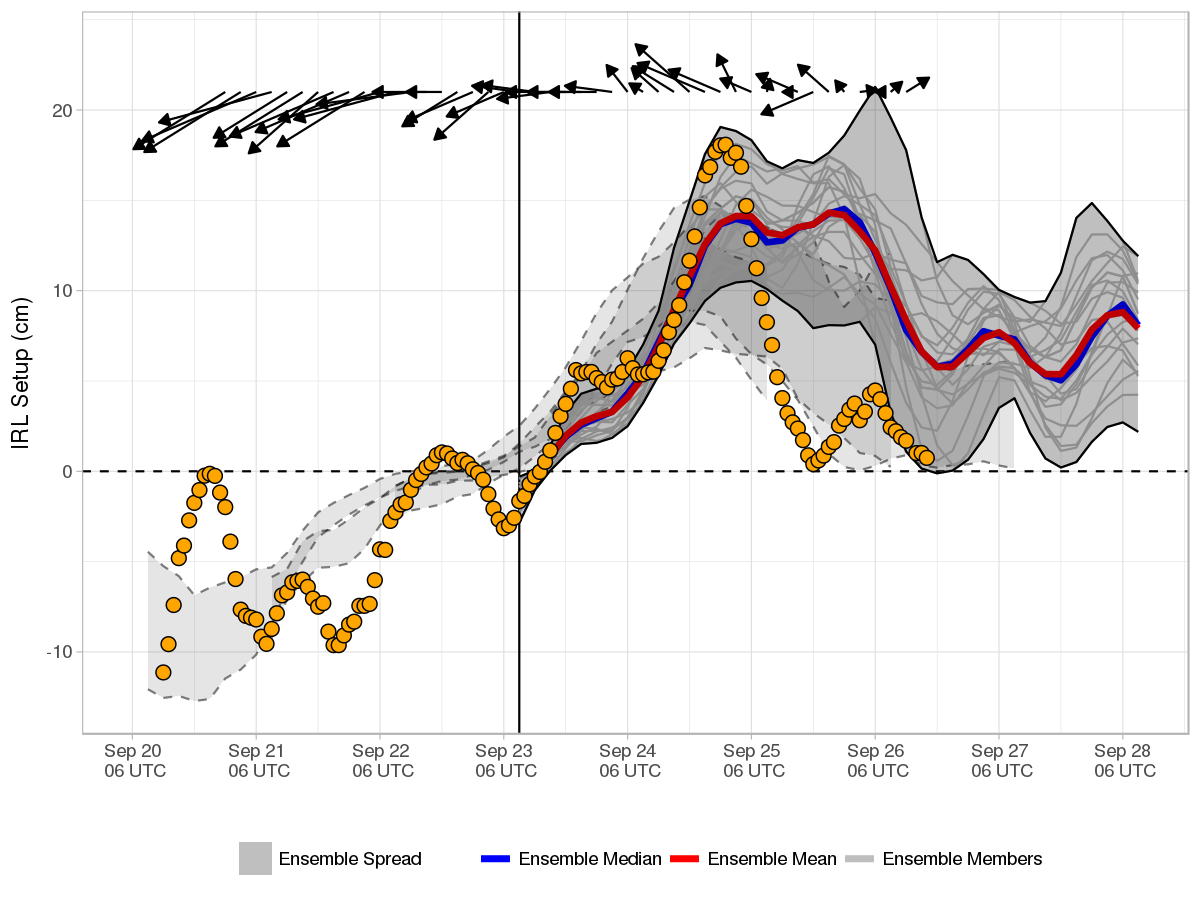 IRL Setup (cm)
20
10
0
-10
Sep 20 Sep 21 Sep 22 Sep 23 Sep 24 Sep 25 Sep 26 Sep 27 Sep 28
06 UTC 06 UTC 06 UTC 06 UTC 06 UTC 06 UTC 06 UTC 06 UTC 06 UTC
Ensemble Spread Ensemble Median Ensemble Mean Ensemble Members